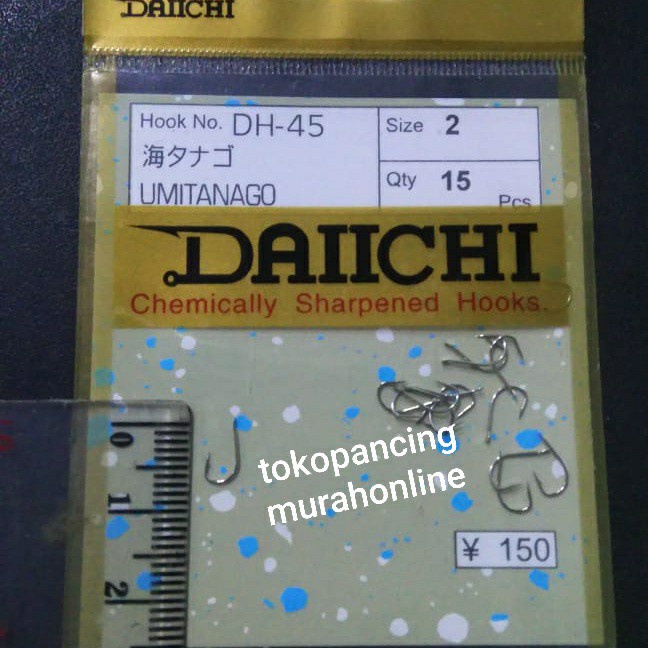 DAIICHI
Hook No. DH-45
海タナゴ
UMITANAGO
Size 2
Qty 15
Pcs
DAIICHI
Chemically Sharpened Hooks.
0
1
2
tokopancing
murahonline
¥ 150